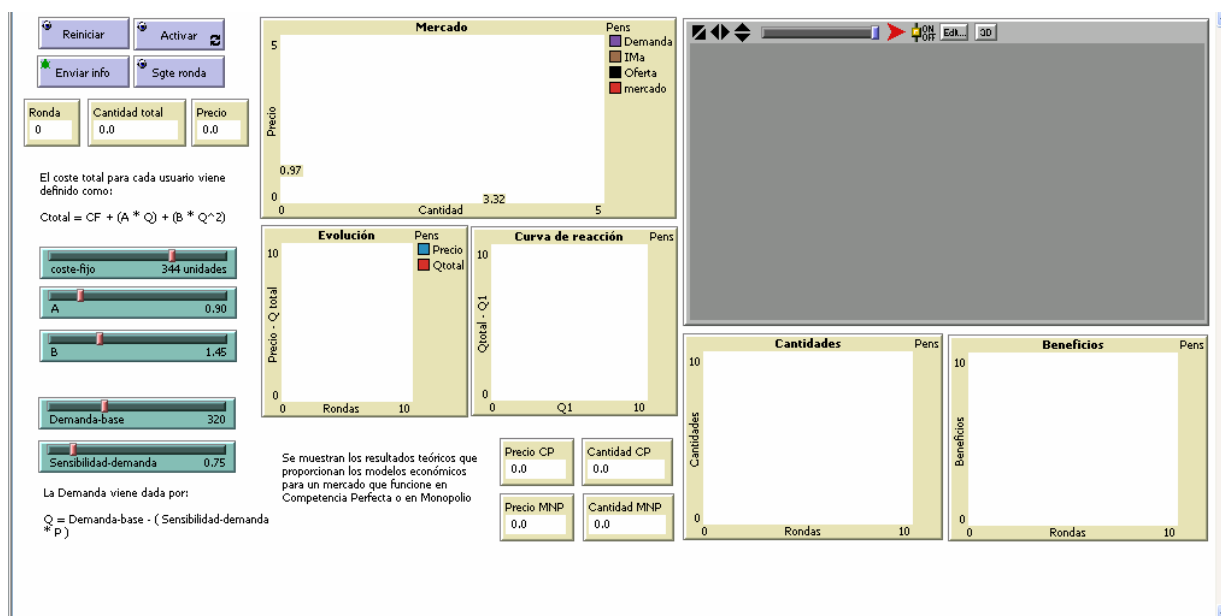 Reiniciar
Activar
Enviar info
Sgte ronda
Ronda
0
Cantidad total
0.0
Precio
0.0
El coste total para cada usuario viene
definido como:
Ctotal = CF + (A * Q) + (B * Q^2)
coste-fijo 344 unidades
A 0.90
B 1.45
Demanda-base 320
Sensibilidad-demanda 0.75
La Demanda viene dada por:
Q = Demanda-base - ( Sensibilidad-demanda
* P )
Mercado
Pens
Demanda
IMa
Oferta
mercado
5
Precio
0.97
3.32
0
0
Cantidad
5
Evolución
Pens
Precio
Qtotal
10
Precio - Q total
0
0
Rondas
10
Curva de reacción
Pens
10
Qtotal - Q1
0
0
Q1
10
Se muestran los resultados teóricos que
proporcionan los modelos económicos
para un mercado que funcione en
Competencia Perfecta o en Monopolio
Precio CP
0.0
Cantidad CP
0.0
Precio MNP
0.0
Cantidad MNP
0.0
ON
OFF
Edit...
3D
Cantidades
Pens
10
Cantidades
0
0
Rondas
10
Beneficios
Pens
10
Beneficios
0
0
Rondas
10